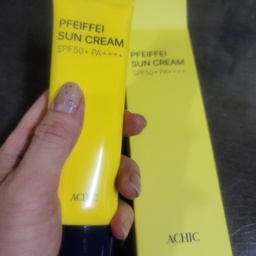 PFEIFFEI
SUN CREAM
SPF50+ PA++++
PFEIFFEI
SUN CREAM
SPF50+ PA++++
ACHIC
ACHIC